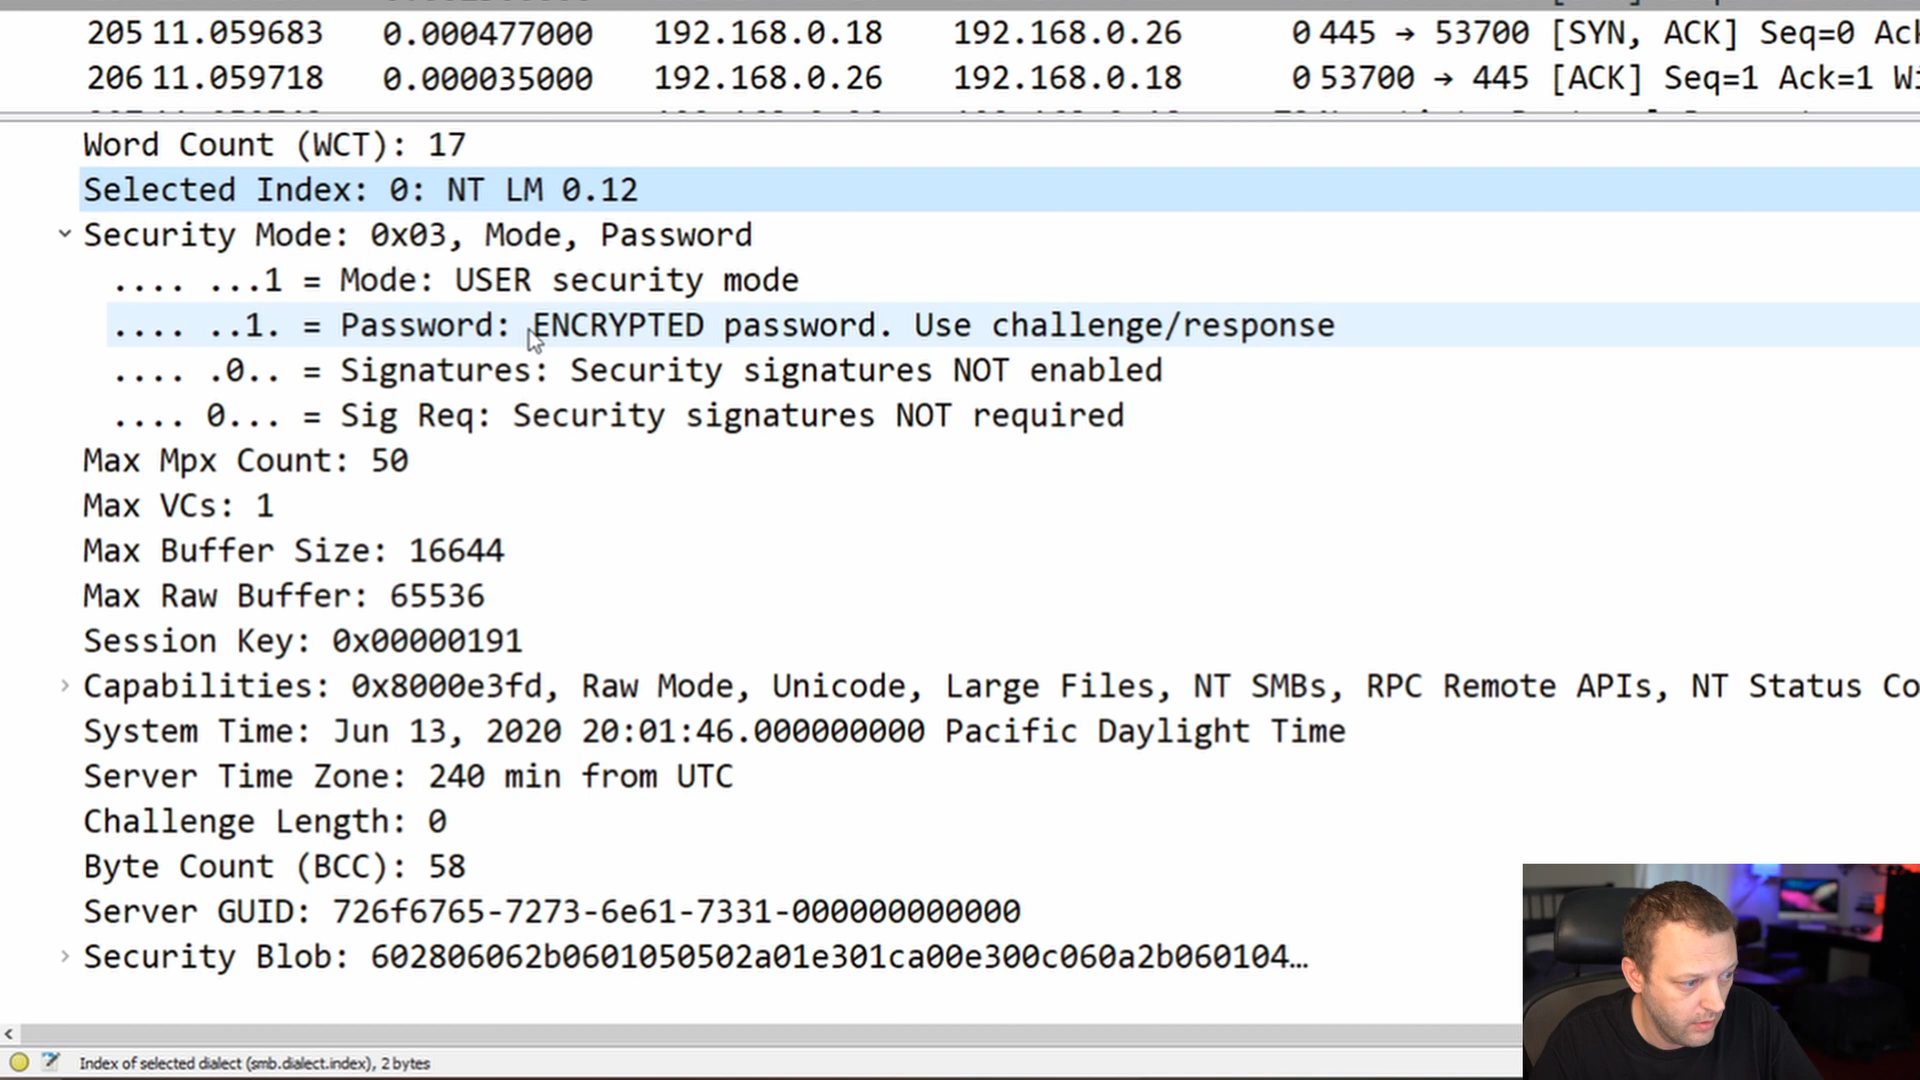 205 11.059683 0.000477000 192.168.0.18 192.168.0.26 0 445 → 53700 [SYN, ACK] Seq=0 Ack
206 11.059718 0.000035000 192.168.0.26 192.168.0.18 0 53700 → 445 [ACK] Seq=1 Ack=1 Wi
Word Count (WCT): 17
Selected Index: 0: NT LM 0.12
Security Mode: 0x03, Mode, Password
.... ...1 = Mode: USER security mode
.... ..1. = Password: ENCRYPTED password. Use challenge/response
.... .0.. = Signatures: Security signatures NOT enabled
.... 0... = Sig Req: Security signatures NOT required
Max Mpx Count: 50
Max VCs: 1
Max Buffer Size: 16644
Max Raw Buffer: 65536
Session Key: 0x00000191
Capabilities: 0x8000e3fd, Raw Mode, Unicode, Large Files, NT SMBs, RPC Remote APIs, NT Status Co
System Time: Jun 13, 2020 20:01:46.000000000 Pacific Daylight Time
Server Time Zone: 240 min from UTC
Challenge Length: 0
Byte Count (BCC): 58
Server GUID: 726f6765-7273-6e61-7331-000000000000
Security Blob: 602806062b0601050502a01e301ca00e300c060a2b060104…
Index of selected dialect (smb.dialect.index), 2 bytes